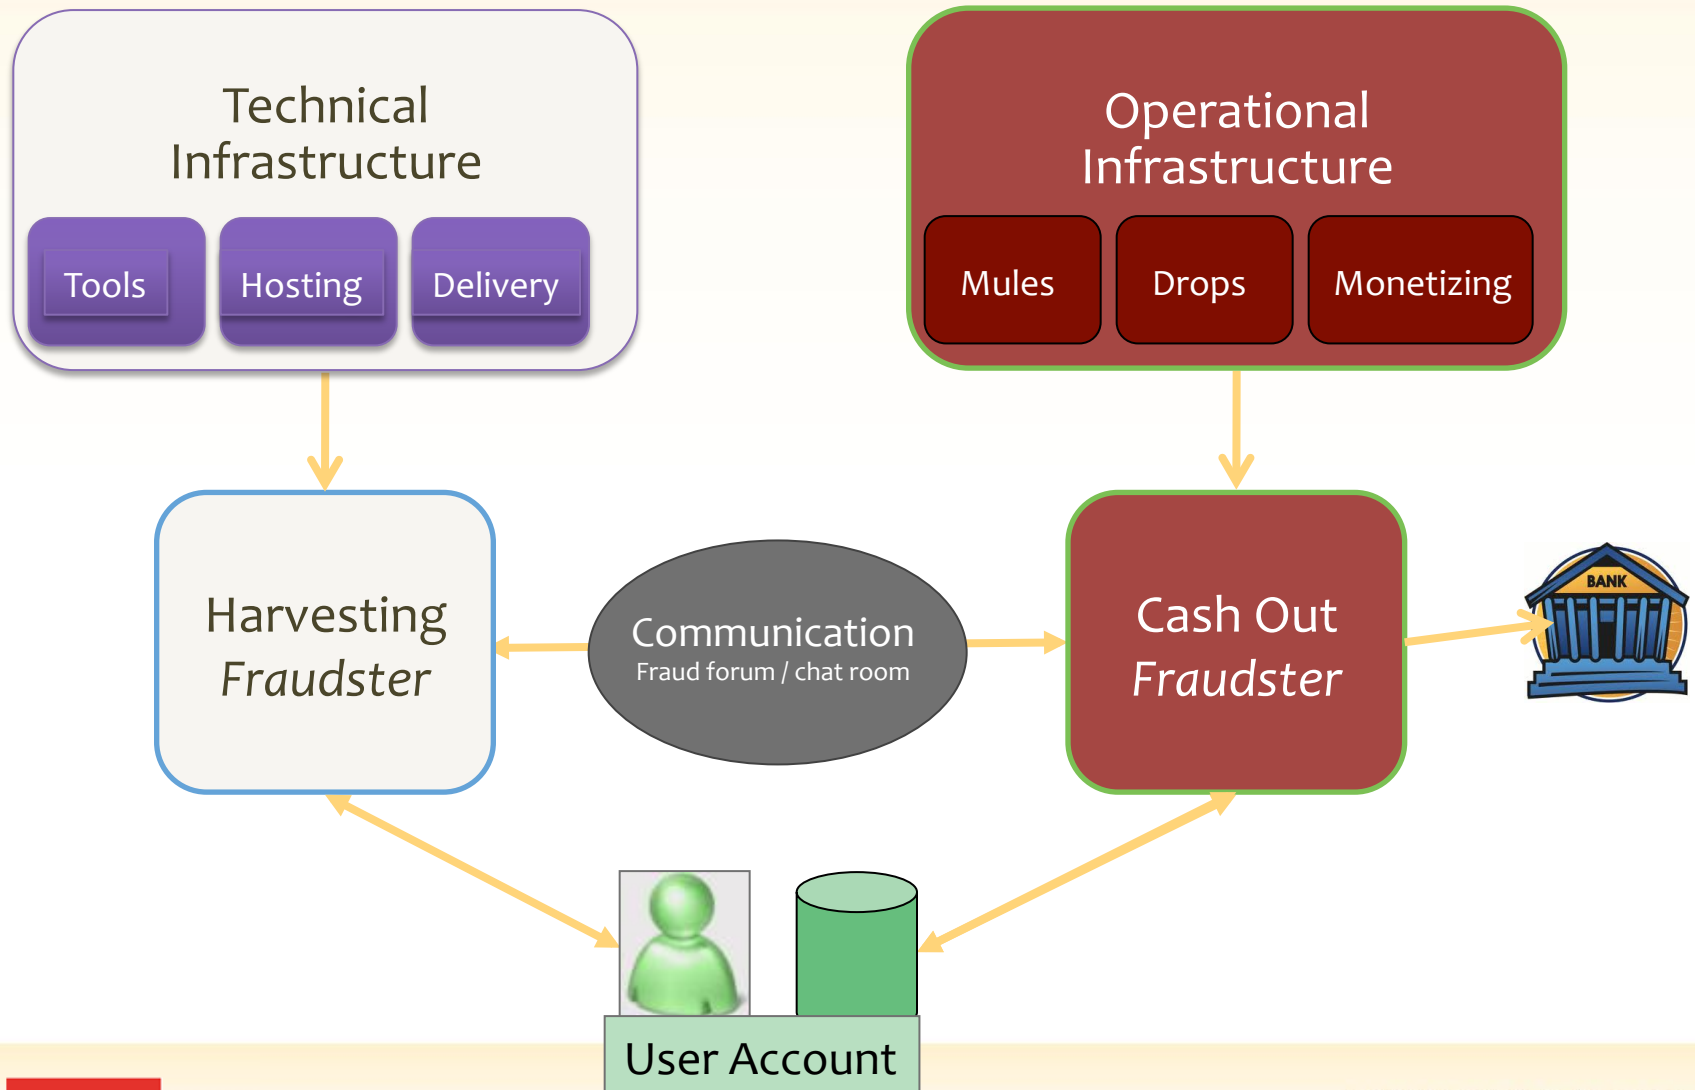 Technical
Infrastructure
Tools
Hosting
Delivery
Operational
Infrastructure
Mules
Drops
Monetizing
Harvesting
Fraudster
Communication
Fraud forum / chat room
Cash Out
Fraudster
BANK
User Account